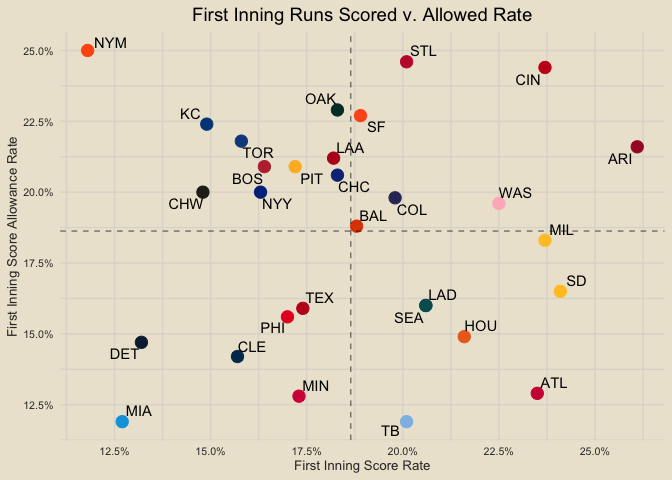 First Inning Runs Scored v. Allowed Rate
First Inning Score Allowance Rate
25.0%
22.5%
20.0%
17.5%
15.0%
12.5%
NYM
STL
CIN
OAK
KC
SF
TOR
LAA
ARI
BOS
PIT
CHC
CHW
NYY
WAS
COL
BAL
MIL
SD
TEX
LAD
PHI
SEA
HOU
DET
CLE
MIN
ATL
MIA
TB
12.5%
15.0%
17.5%
20.0%
22.5%
25.0%
First Inning Score Rate